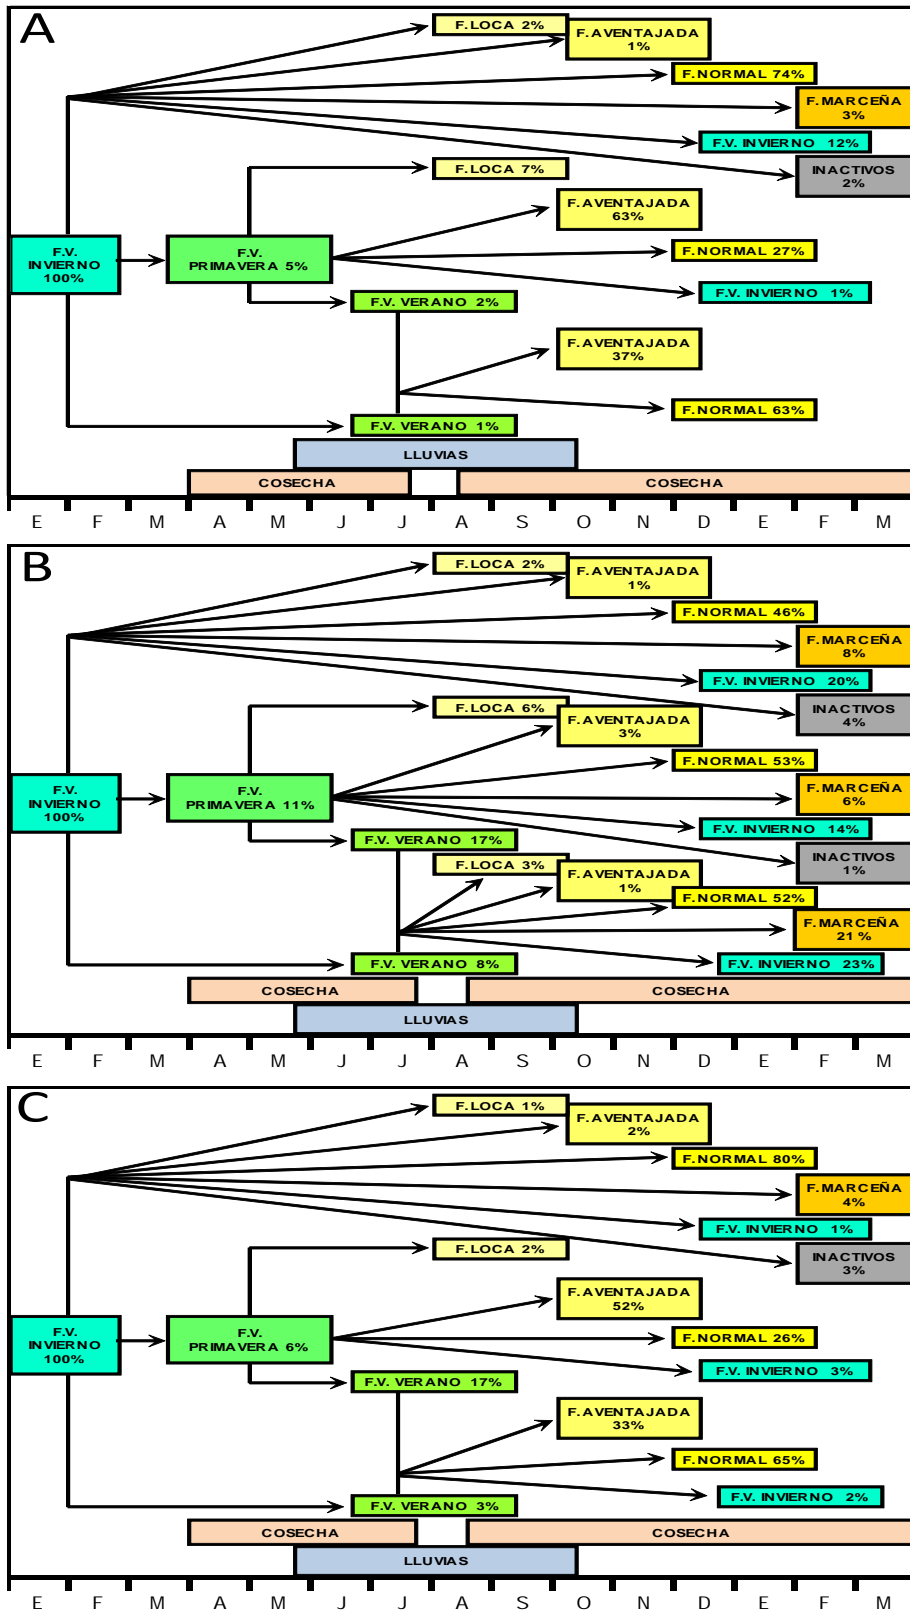 A
F. LOCA 2%
F. AVENTAJADA
1%
F. NORMAL 74%
F. MARCEÑA
3%
F.V. INVIERNO 12%
INACTIVOS
2%
F. LOCA 7%
F. AVENTAJADA
63%
F.V.
INVIERNO
100%
F.V.
PRIMAVERA 5%
F. NORMAL 27%
F.V. INVIERNO 1%
F.V. VERANO 2%
F. AVENTAJADA
37%
F. NORMAL 63%
F.V. VERANO 1%
LLUVIAS
COSECHA COSECHA
E F M A M J J A S O N D E F M
B
F. LOCA 2%
F. AVENTAJADA
1%
F. NORMAL 46%
F. MARCEÑA
8%
F.V. INVIERNO 20%
INACTIVOS
4%
F. LOCA 6%
F. AVENTAJADA
3%
F. NORMAL 53%
F.V.
INVIERNO
100%
F.V.
PRIMAVERA 11%
F. MARCEÑA
6%
F.V. INVIERNO 14%
F.V. VERANO 17%
INACTIVOS
1%
F. LOCA 3%
F. AVENTAJADA
1%
F. NORMAL 52%
F. MARCEÑA
21%
F.V. VERANO 8%
F.V. INVIERNO 23%
COSECHA COSECHA
LLUVIAS
E F M A M J J A S O N D E F M
C
F. LOCA 1%
F. AVENTAJADA
2%
F. NORMAL 80%
F. MARCEÑA
4%
F.V. INVIERNO 1%
F. LOCA 2%
INACTIVOS
3%
F. AVENTAJADA
52%
F.V.
INVIERNO
100%
F.V.
PRIMAVERA 6%
F. NORMAL 26%
F.V. INVIERNO 3%
F.V. VERANO 17%
F. AVENTAJADA
33%
F. NORMAL 65%
F.V. INVIERNO 2%
F.V. VERANO 3%
COSECHA COSECHA
LLUVIAS
E F M A M J J A S O N D E F M